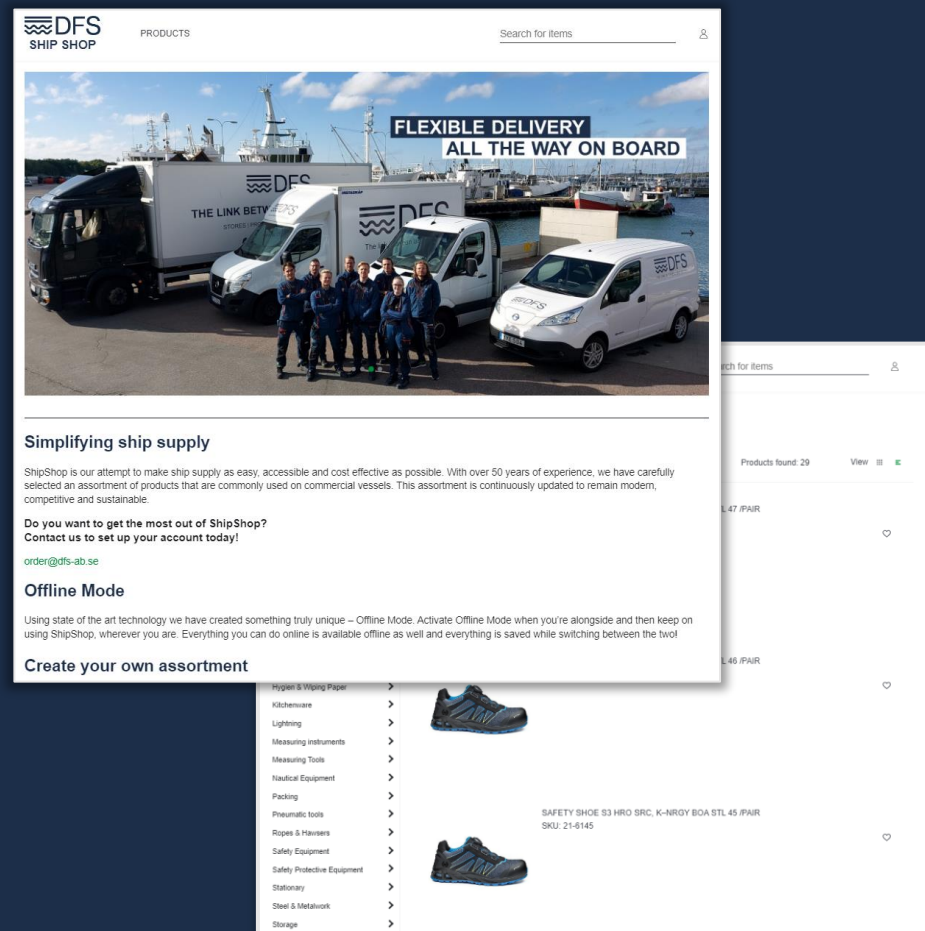 DFS
SHIP SHOP
PRODUCTS
Search for items
FLEXIBLE DELIVERY
ALL THE WAY ON BOARD
DFS
THE LINK BETW
DFS
DFS
The
DFS
DFS
Simplifying ship supply
ShipShop is our attempt to make ship supply as easy, accessible and cost effective as possible. With over 50 years of experience, we have carefully
selected an assortment of products that are commonly used on commercial vessels. This assortment is continuously updated to remain modern,
competitive and sustainable.
Do you want to get the most out of ShipShop?
Contact us to set up your account today!
order@dfs-ab.se
Offline Mode
Using state of the art technology we have created something truly unique – Offline Mode. Activate Offline Mode when you're alongside and then keep on
using ShipShop, wherever you are. Everything you can do online is available offline as well and everything is saved while switching between the two!
Create your own assortment
rch for items
Products found: 29
View
L 47 /PAIR
L 46 /PAIR
Hygien & Wiping Paper
Kitchenware
Lightning
Measuring instruments
Measuring Tools
Nautical Equipment
Packing
Pneumatic tools
Ropes & Hawsers
Safety Equipment
Safety Protective Equipment
Stationary
Steel & Metalwork
Storage
SAFETY SHOE S3 HRO SRC, K–NRGY BOA STL 45 /PAIR
SKU: 21-6145